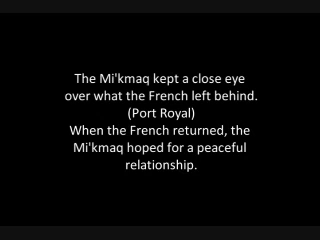 The Mi'kmaq kept a close eye
over what the French left behind.
(Port Royal)
When the French returned, the
Mi'kmaq hoped for a peaceful
relationship.